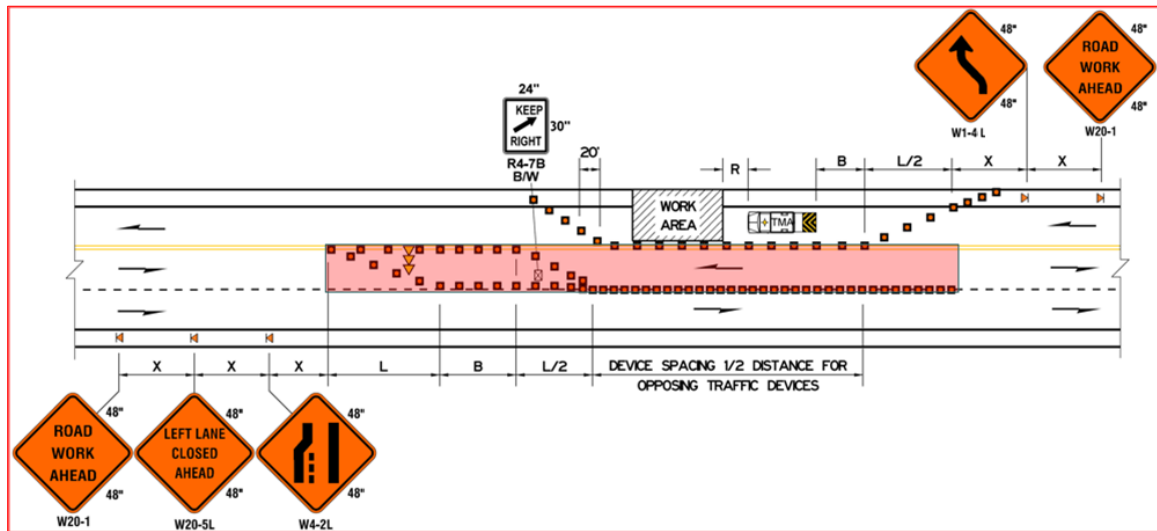 48"
48"
W1-4 L
ROAD
WORK
AHEAD
48"
48"
W20-1
24"
KEEP
RIGHT
30"
R4-7B
B/W
20'
R
B
L/2
X
X
WORK
AREA
TMA
X
X
X
L
B
L/2
DEVICE SPACING 1/2 DISTANCE FOR
OPPOSING TRAFFIC DEVICES
ROAD
WORK
AHEAD
48"
48"
W20-1
LEFT LANE
CLOSED
AHEAD
48"
48"
W20-5L
48"
48"
W4-2L